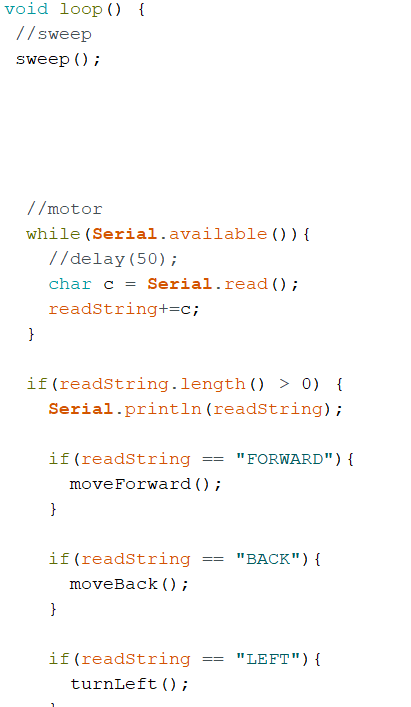 void loop() {
//sweep
sweep();
//motor
while(Serial.available()){
//delay(50);
char c = Serial.read();
readString+=c;
}
if(readString.length() > 0) {
Serial.println(readString);
if(readString == "FORWARD"){
moveForward();
}
if(readString == "BACK"){
moveBack();
}
if(readString == "LEFT"){
turnLeft();
}